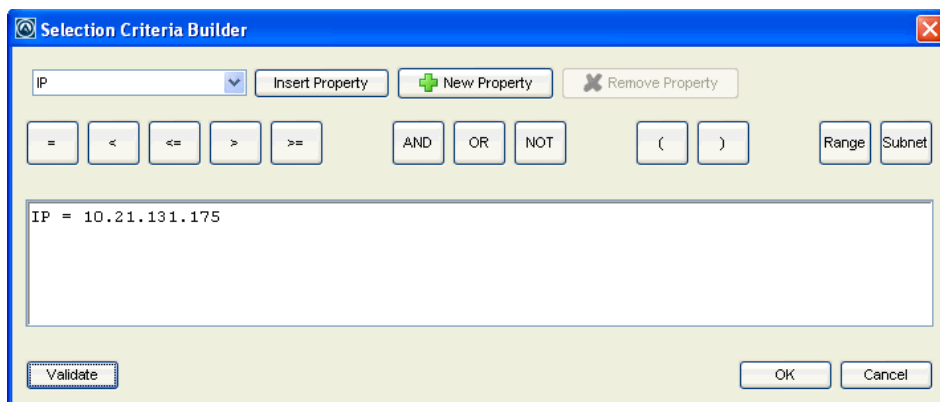 Selection Criteria Builder
IP Insert Property New Property Remove Property
= < <= > >= AND OR NOT ( ) Range Subnet
IP = 10.21.131.175
Validate OK Cancel